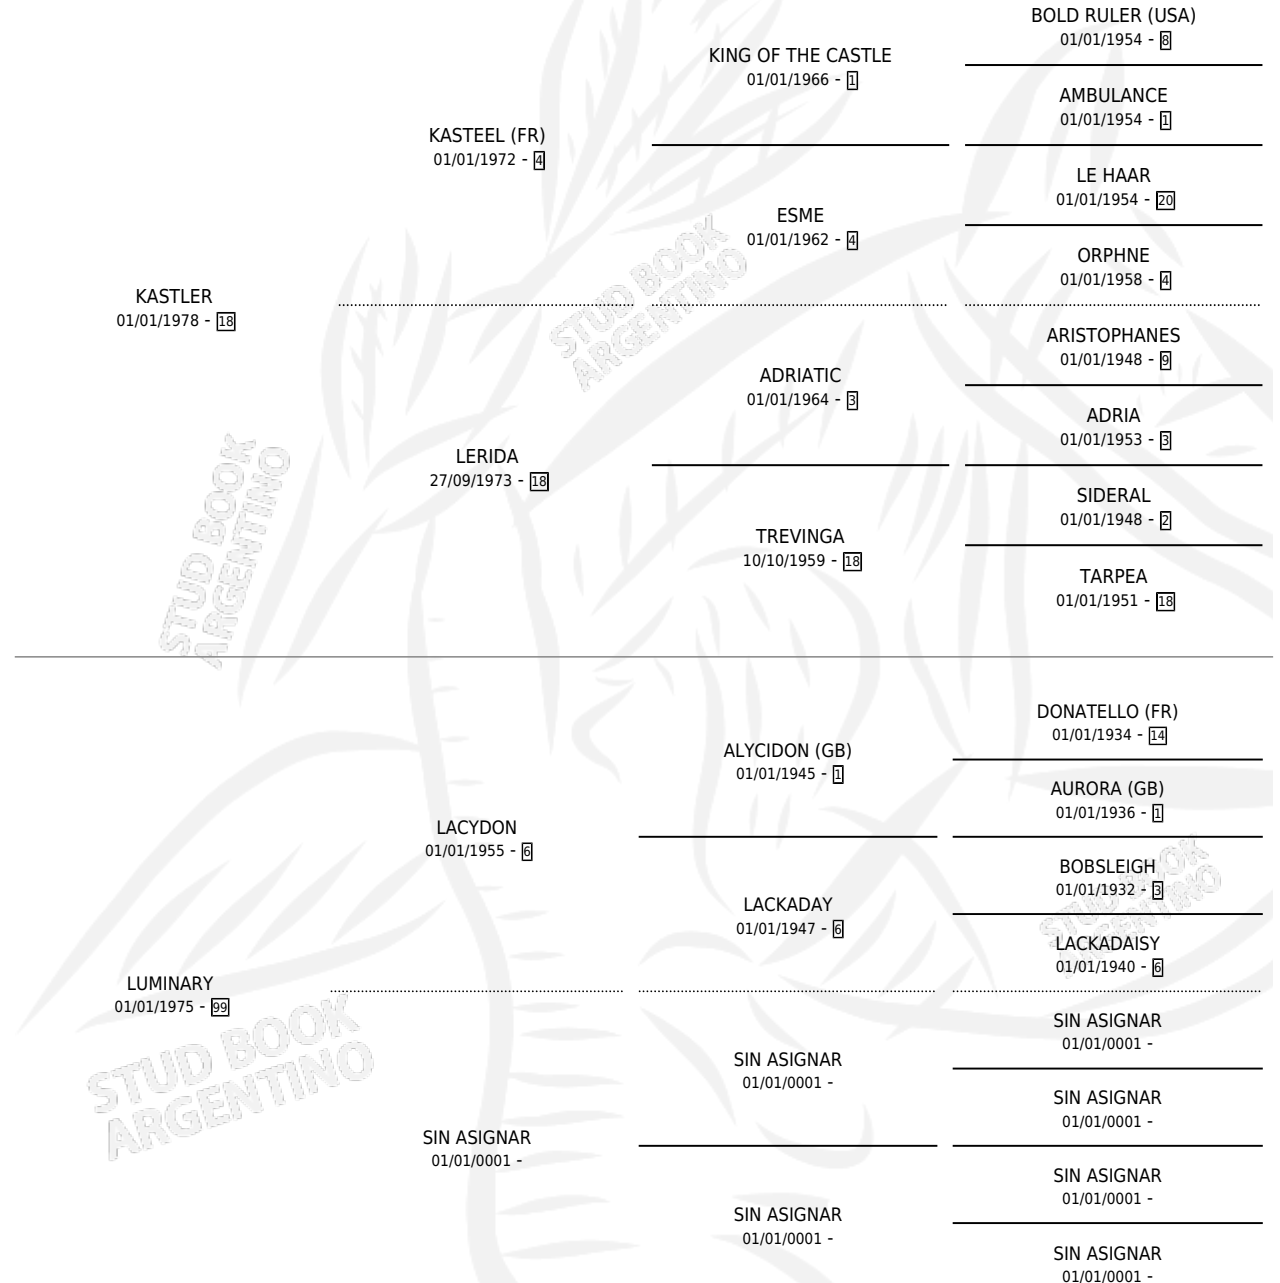 BOLD RULER (USA)
01/01/1954 - 8
KING OF THE CASTLE
01/01/1966 - 1
AMBULANCE
01/01/1954 - 1
KASTEEL (FR)
01/01/1972 - 4
LE HAAR
01/01/1954 - 20
ESME
01/01/1962 - 4
ORPHNE
01/01/1958 - 4
KASTLER
01/01/1978 - 18
STUD BOOK
ARGENTINO
ARISTOPHANES
01/01/1948 - 9
ADRIATIC
01/01/1964 - 3
ADRIA
01/01/1953 - 3
LERIDA
27/09/1973 - 18
SIDERAL
01/01/1948 - 2
TREVINGA
10/10/1959 - 18
TARPEA
01/01/1951 - 18
STUD BOOK
ARGENTINO
DONATELLO (FR)
01/01/1934 - 14
ALYCIDON (GB)
01/01/1945 - 1
AURORA (GB)
01/01/1936 - 1
LACYDON
01/01/1955 - 6
BOBSLEIGH
01/01/1932 - 3
LACKADAY
01/01/1947 - 6
STUD BOOK
ARGENTINO
LACKADAISY
01/01/1940 - 6
LUMINARY
01/01/1975 - 99
STUD BOOK
ARGENTINO
SIN ASIGNAR
01/01/0001 -
SIN ASIGNAR
01/01/0001 -
SIN ASIGNAR
01/01/0001 -
SIN ASIGNAR
01/01/0001 -
SIN ASIGNAR
01/01/0001 -
SIN ASIGNAR
01/01/0001 -
SIN ASIGNAR
01/01/0001 -